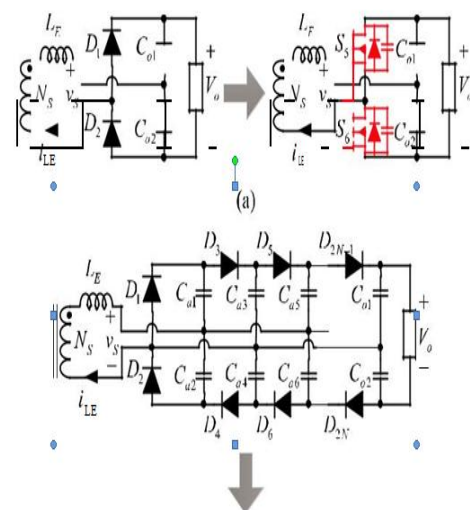 L_E D_1 C_o1 + L_E S_5 C_o1 +
+ N_S v_S V_o + N_S v_S V_o
D_2 C_o2 - S_6 C_o2 -
i_LE i_LE
(a)
D_3 D_5 D_2N-1
L_E D_1 C_a1 C_a3 C_a5 C_o1 +
+ N_S v_S V_o
- D_2 C_a2 C_a4 C_a6 C_o2 -
i_LE D_4 D_6 D_2N